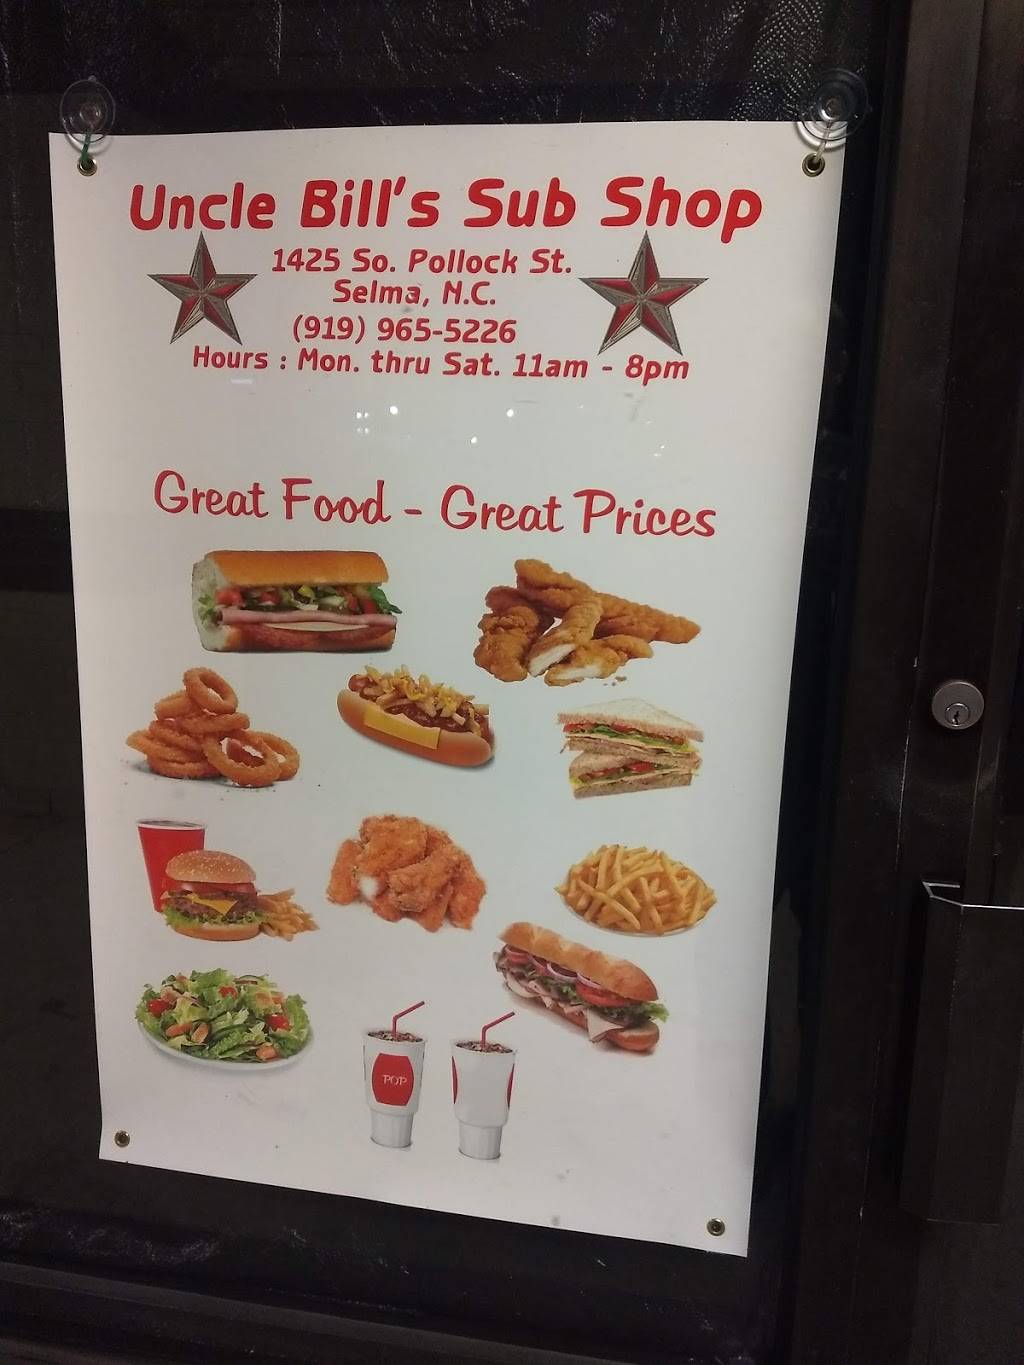 Uncle Bill's Sub Shop
1425 So. Pollock St.
Selma, N.C.
(919) 965-5226
Hours : Mon. thru Sat. 11am - 8pm
Great Food - Great Prices
POP